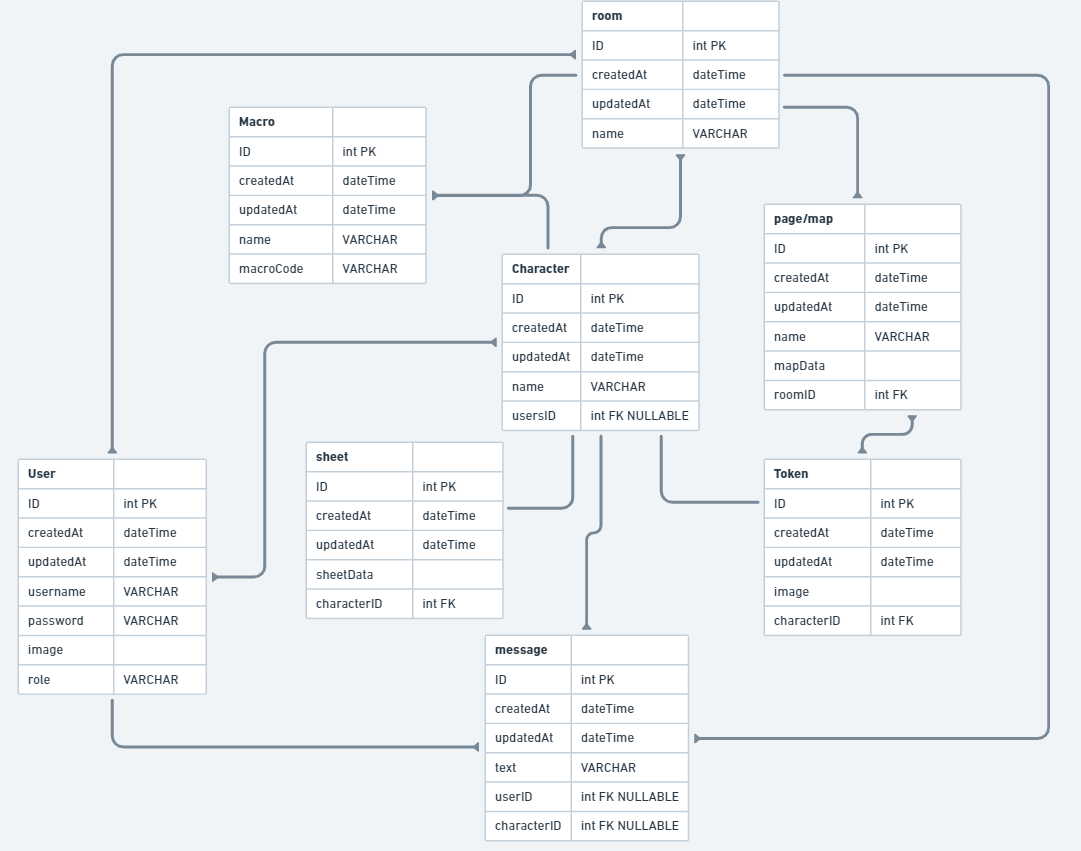 room
ID int PK
createdAt dateTime
updatedAt dateTime
name VARCHAR
Macro
ID int PK
createdAt dateTime
updatedAt dateTime
name VARCHAR
macroCode VARCHAR
page/map
ID int PK
createdAt dateTime
updatedAt dateTime
name VARCHAR
mapData
roomID int FK
Character
ID int PK
createdAt dateTime
updatedAt dateTime
name VARCHAR
usersID int FK NULLABLE
sheet
ID int PK
createdAt dateTime
updatedAt dateTime
sheetData
characterID int FK
User
ID int PK
createdAt dateTime
updatedAt dateTime
username VARCHAR
password VARCHAR
image
role VARCHAR
Token
ID int PK
createdAt dateTime
updatedAt dateTime
image
characterID int FK
message
ID int PK
createdAt dateTime
updatedAt dateTime
text VARCHAR
userID int FK NULLABLE
characterID int FK NULLABLE